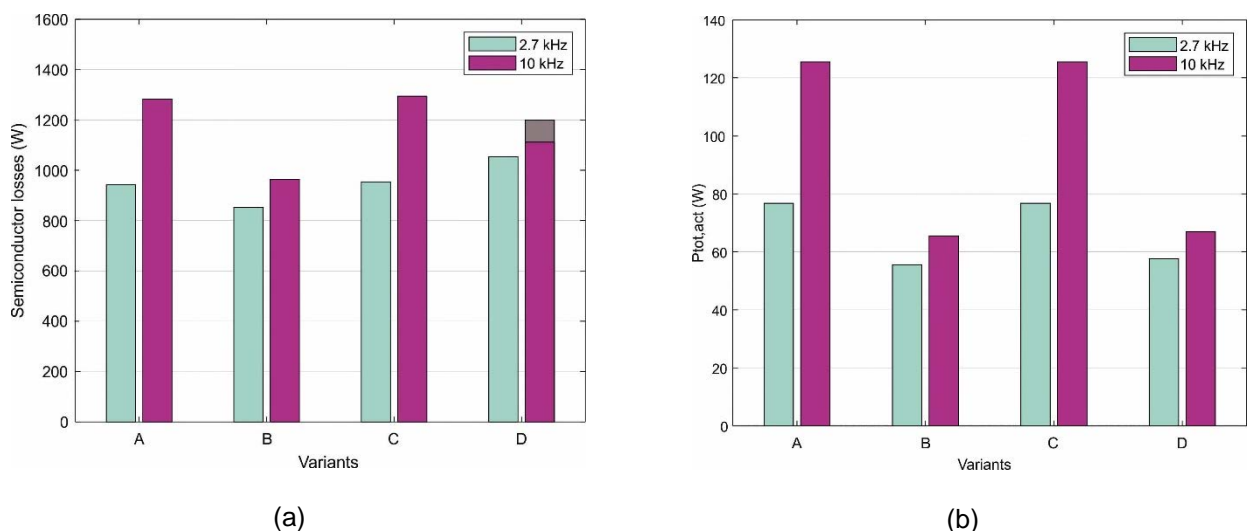 1600
1400
1200
1000
800
600
400
200
0
Semiconductor losses (W)
2.7 kHz
10 kHz
A B C D
Variants
(a)
140
120
100
80
60
40
20
0
Ptot,act (W)
2.7 kHz
10 kHz
A B C D
Variants
(b)